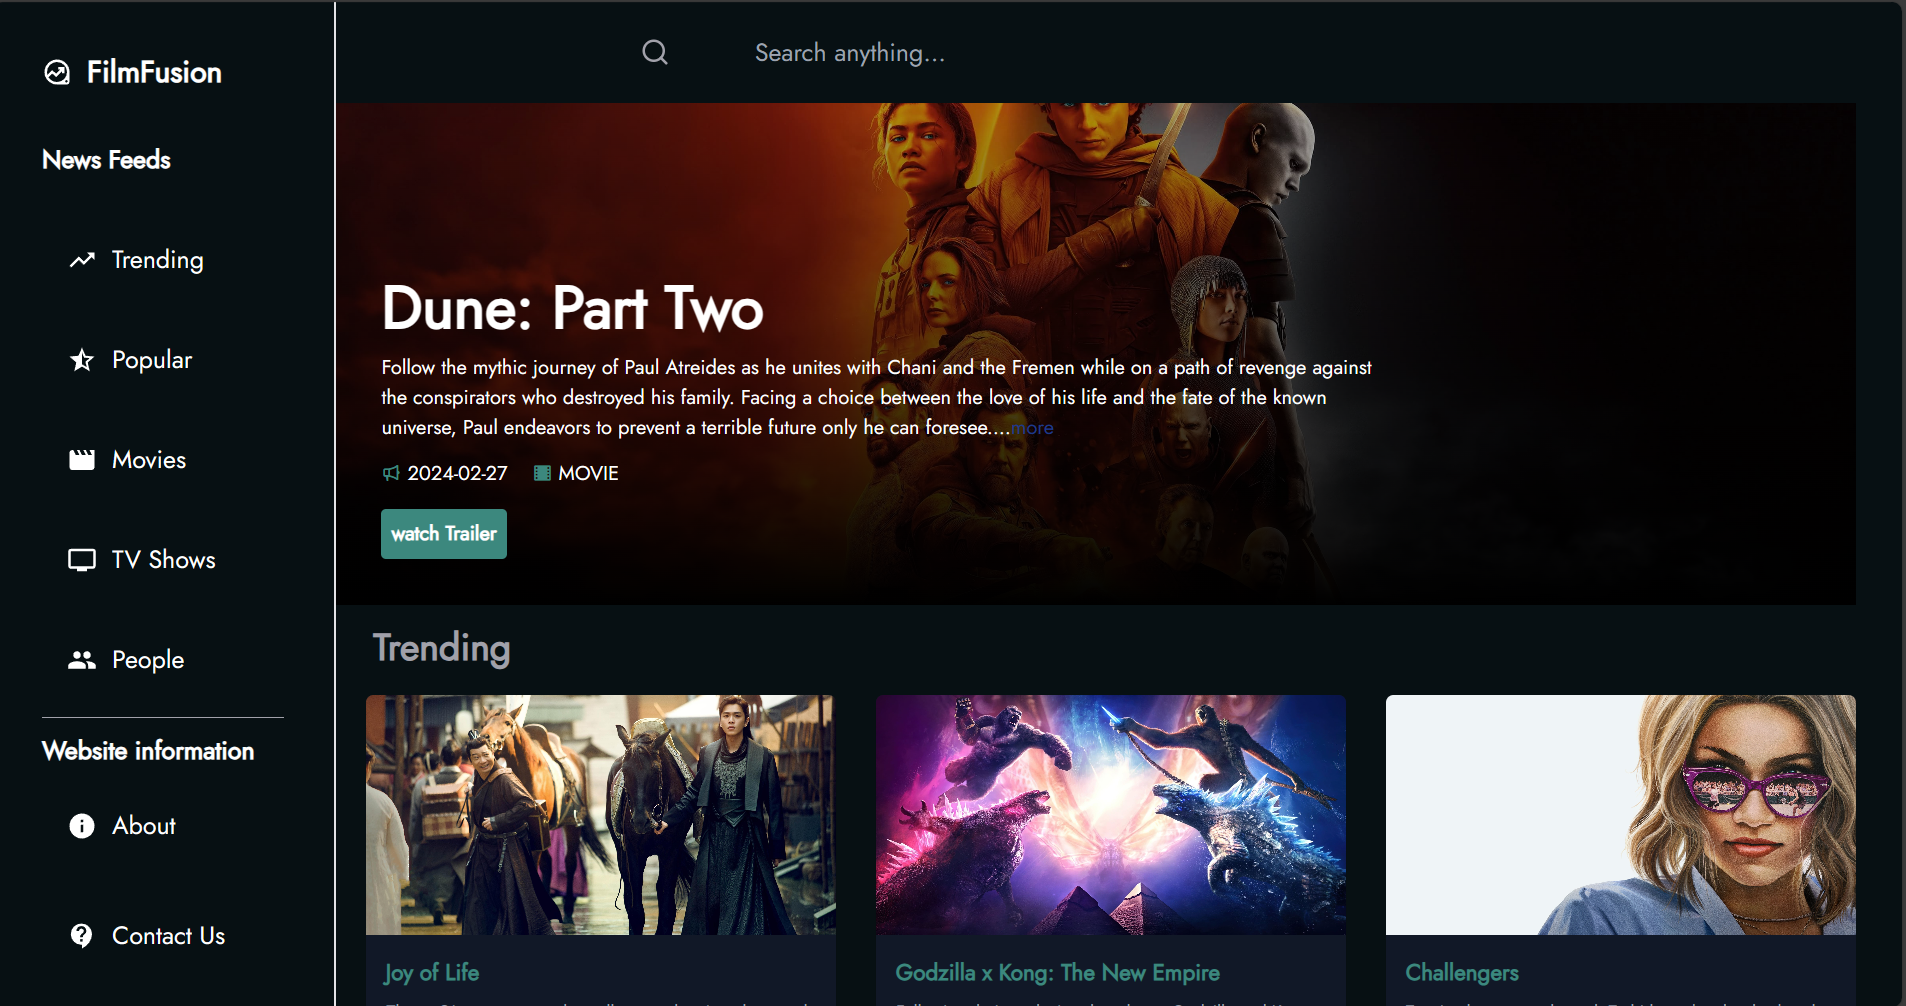 FilmFusion
Search anything...
News Feeds
Trending
Popular
Movies
TV Shows
People
Website information
About
Contact Us
Dune: Part Two
Follow the mythic journey of Paul Atreides as he unites with Chani and the Fremen while on a path of revenge against
the conspirators who destroyed his family. Facing a choice between the love of his life and the fate of the known
universe, Paul endeavors to prevent a terrible future only he can foresee....more
2024-02-27 MOVIE
watch Trailer
Trending
Joy of Life
Godzilla x Kong: The New Empire
Challengers